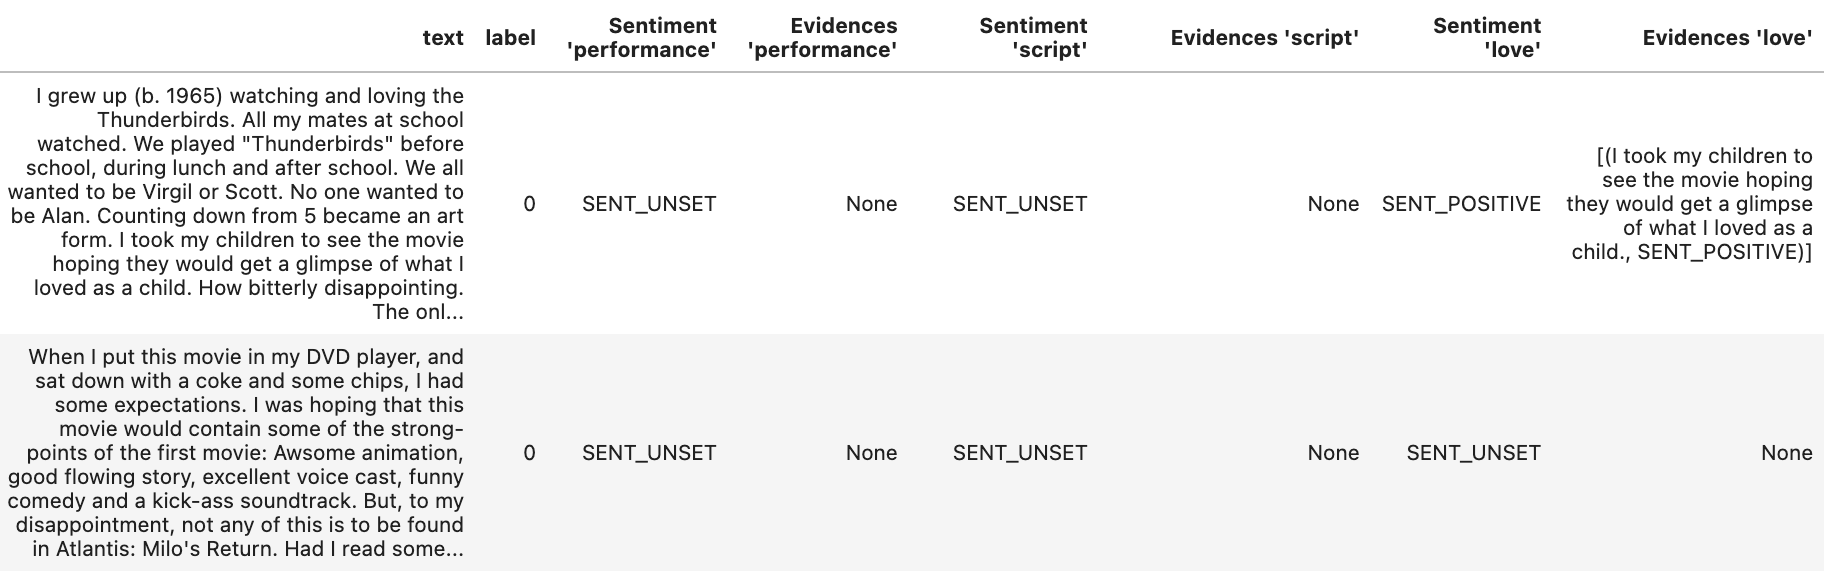 text label Sentiment 'performance' Evidences 'performance' Sentiment 'script' Evidences 'script' Sentiment 'love' Evidences 'love'
I grew up (b. 1965) watching and loving the
Thunderbirds. All my mates at school
watched. We played "Thunderbirds" before
school, during lunch and after school. We all
wanted to be Virgil or Scott. No one wanted to
be Alan. Counting down from 5 became an art
form. I took my children to see the movie
hoping they would get a glimpse of what I
loved as a child. How bitterly disappointing.
The onl...
0 SENT_UNSET None SENT_UNSET None SENT_POSITIVE
[(I took my children to
see the movie hoping
they would get a glimpse
of what I loved as a
child., SENT_POSITIVE)]
When I put this movie in my DVD player, and
sat down with a coke and some chips, I had
some expectations. I was hoping that this
movie would contain some of the strong-
points of the first movie: Awsome animation,
good flowing story, excellent voice cast, funny
comedy and a kick-ass soundtrack. But, to my
disappointment, not any of this is to be found
in Atlantis: Milo's Return. Had I read some...
0 SENT_UNSET None SENT_UNSET None SENT_UNSET None